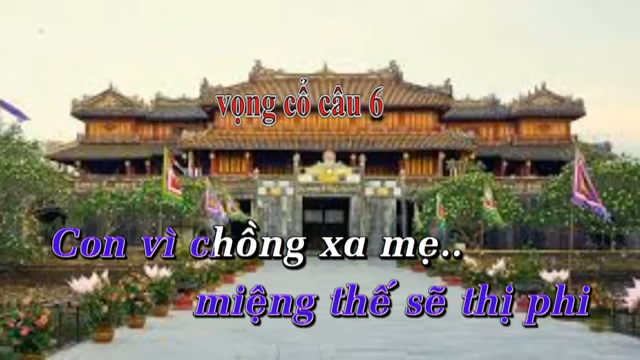 vọng cổ câu 6
Con vì chồng xa mẹ..
miệng thế sẽ thị phi